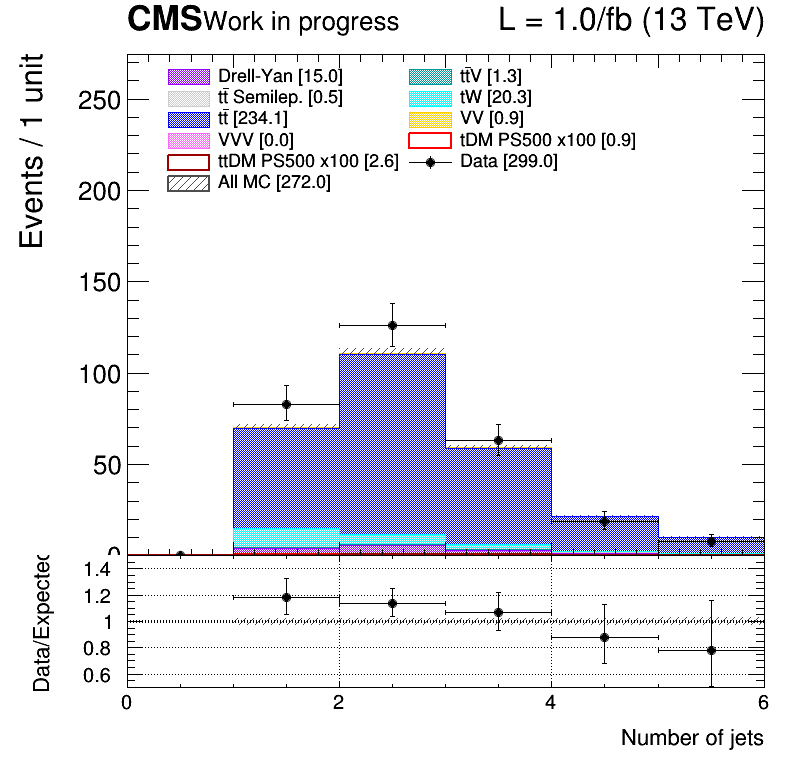 CMS Work in progress L = 1.0/fb (13 TeV)
Events / 1 unit
Drell-Yan [15.0] tt̄V [1.3]
tt̄ Semilep. [0.5] tW [20.3]
tt̄ [234.1] VV [0.9]
VVV [0.0] tDM PS500 x100 [0.9]
ttDM PS500 x100 [2.6] Data [299.0]
All MC [272.0]
250
200
150
100
50
0
Data/Expected
1.4
1.2
1
0.8
0.6
0 2 4 6
Number of jets